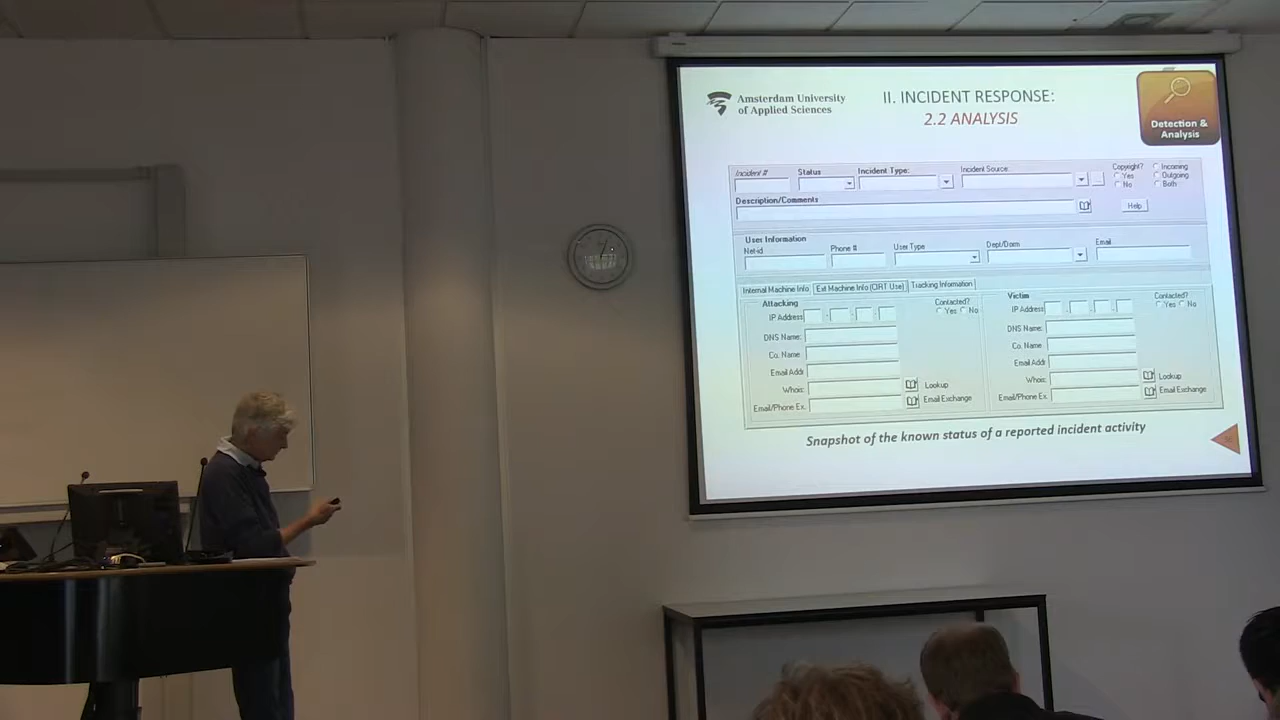 Amsterdam University
of Applied Sciences
II. INCIDENT RESPONSE:
2.2 ANALYSIS
Detection &
Analysis
Incident #
Status
Incident Type:
Incident Source:
Copyright?
Yes
No
Incoming
Outgoing
Both
Description/Comments
Help
User Information
Net-id
Phone #
User Type
Dept/Dorm
Email
Internal Machine Info
Ext Machine Info (CIRT Use)
Tracking Information
Attacking
IP Address
Contacted?
Yes No
DNS Name:
Co. Name
Email Addr
Whois:
Lookup
Email/Phone Ex.
Email Exchange
Victim
IP Address
Contacted?
Yes No
DNS Name:
Co. Name
Email Addr
Whois:
Lookup
Email/Phone Ex.
Email Exchange
Snapshot of the known status of a reported incident activity